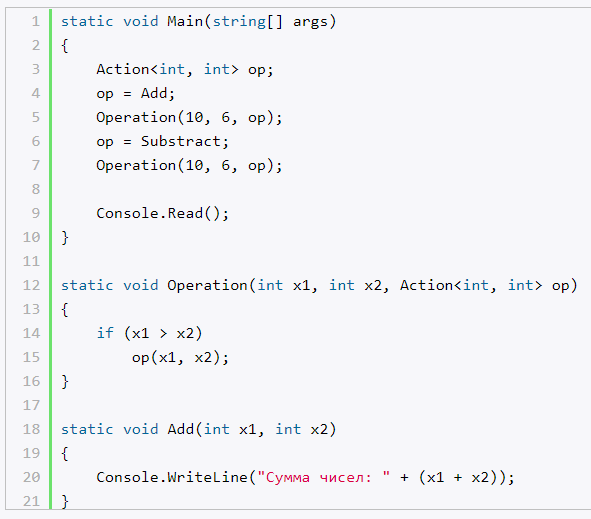 1 static void Main(string[] args)
2 {
3     Action<int, int> op;
4     op = Add;
5     Operation(10, 6, op);
6     op = Substract;
7     Operation(10, 6, op);
8
9     Console.Read();
10 }
11
12 static void Operation(int x1, int x2, Action<int, int> op)
13 {
14     if (x1 > x2)
15         op(x1, x2);
16 }
17
18 static void Add(int x1, int x2)
19 {
20     Console.WriteLine("Сумма чисел: " + (x1 + x2));
21 }